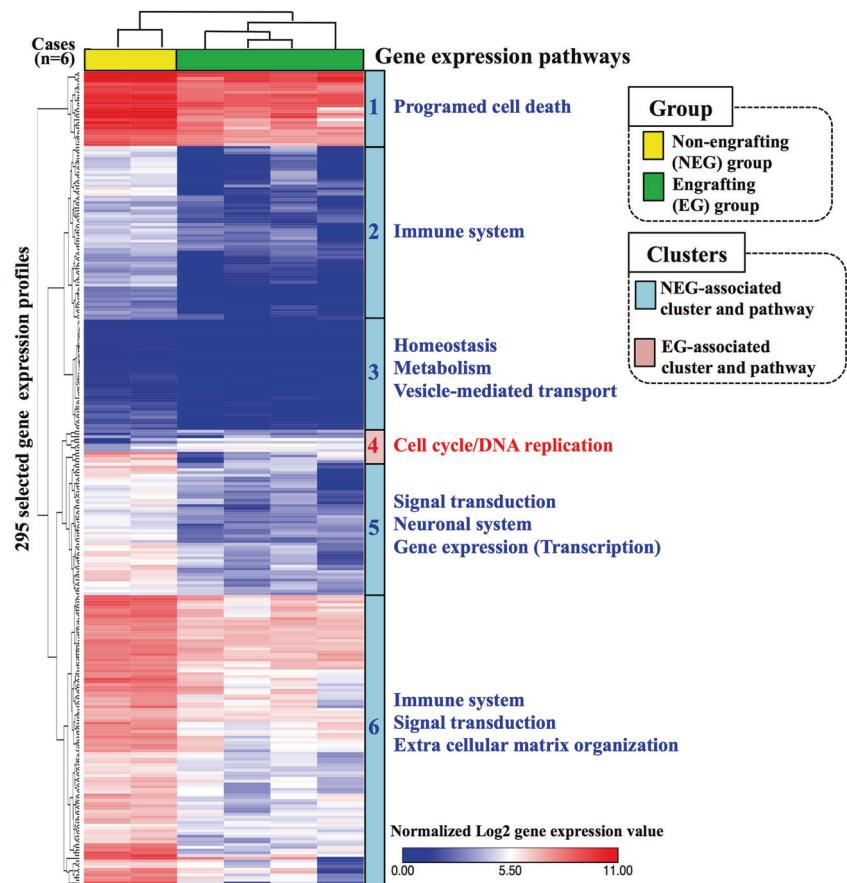 Cases
(n=6)
Gene expression pathways
295 selected gene expression profiles
1
Programed cell death
2
Immune system
3
Homeostasis
Metabolism
Vesicle-mediated transport
4
Cell cycle/DNA replication
5
Signal transduction
Neuronal system
Gene expression (Transcription)
6
Immune system
Signal transduction
Extra cellular matrix organization
Group
Non-engrafting
(NEG) group
Engrafting
(EG) group
Clusters
NEG-associated
cluster and pathway
EG-associated
cluster and pathway
Normalized Log2 gene expression value
0.00
5.50
11.00